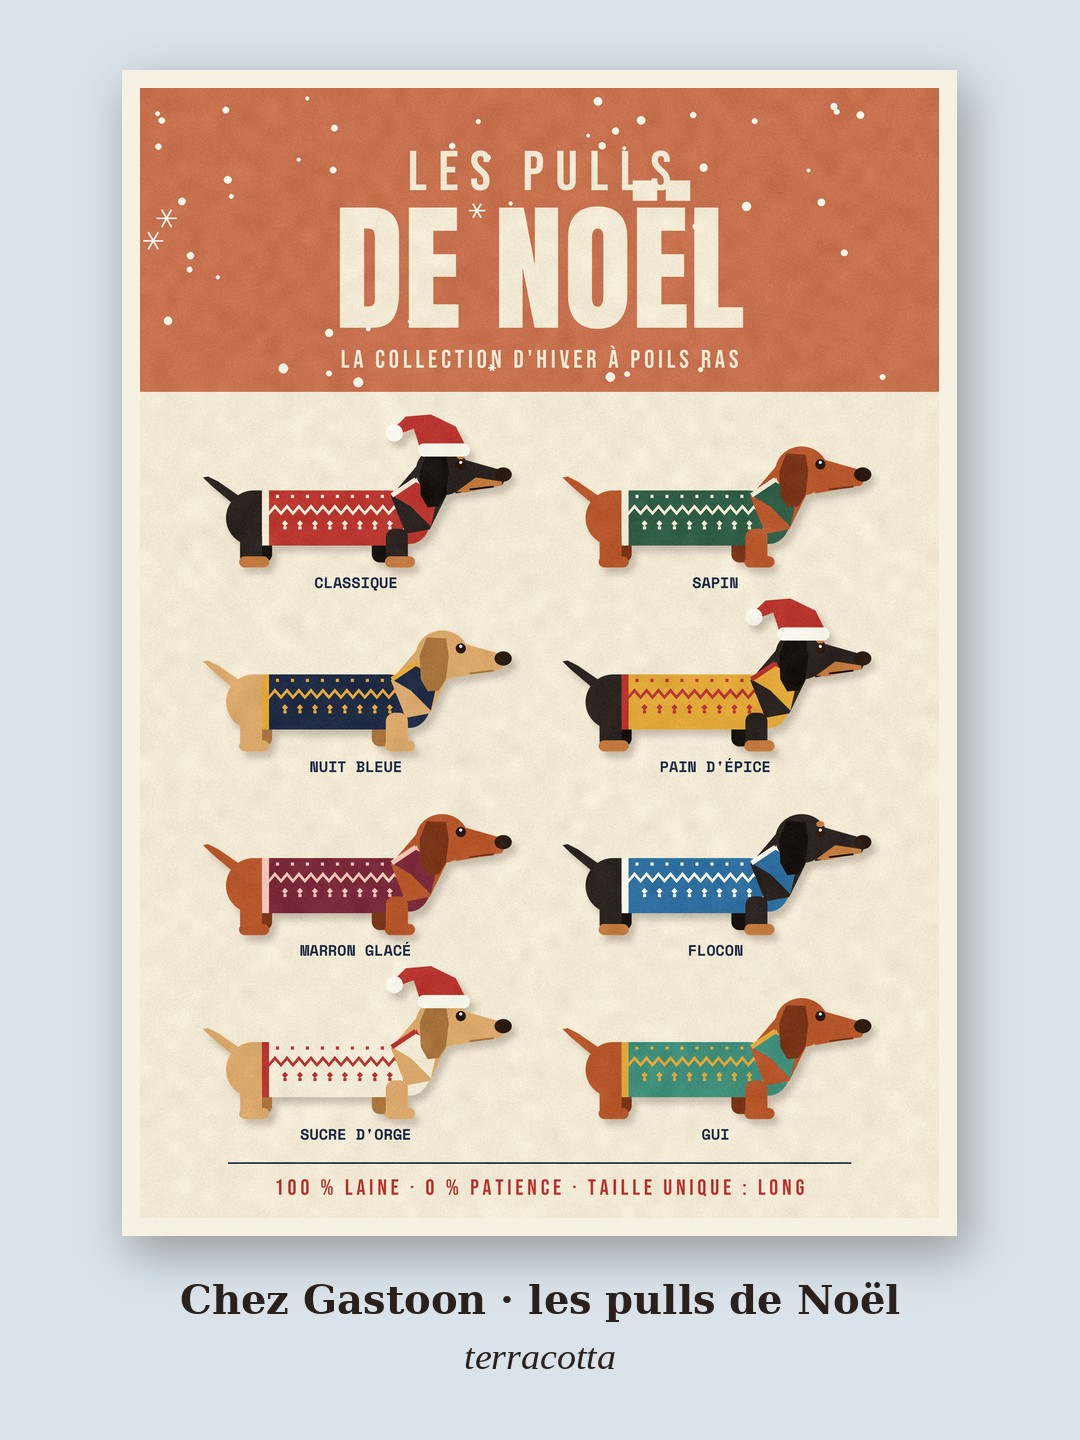 LES PULLS
DE NOËL
LA COLLECTION D'HIVER À POILS RAS
CLASSIQUE
SAPIN
NUIT BLEUE
PAIN D'ÉPICE
MARRON GLACÉ
FLOCON
SUCRE D'ORGE
GUI
100 % LAINE · 0 % PATIENCE · TAILLE UNIQUE : LONG
Chez Gastoon · les pulls de Noël
terracotta